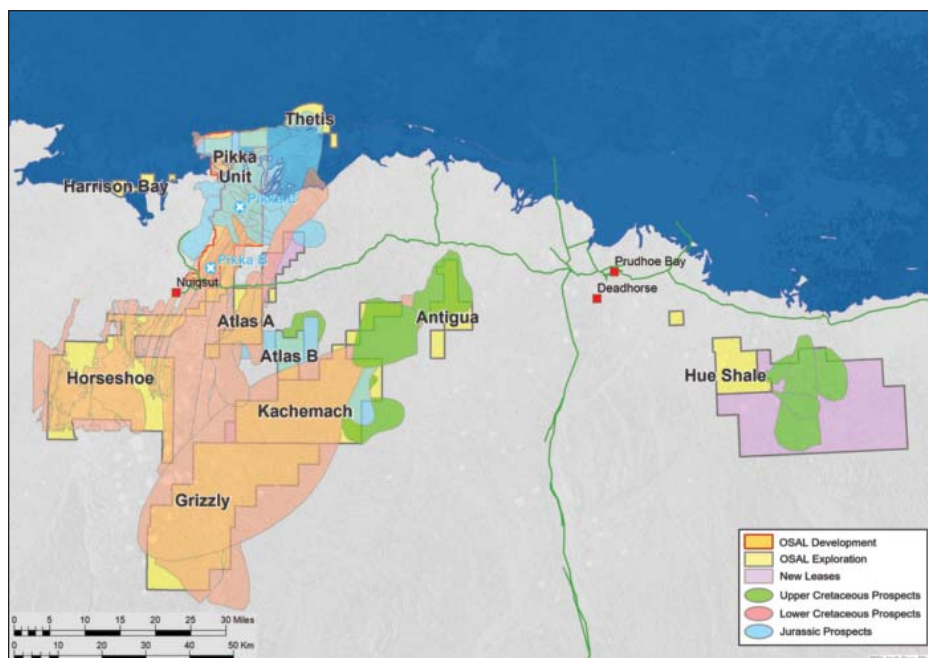 Thetis
Pikka
Unit
Harrison Bay
Pikka B
Nuiqsut
Prudhoe Bay
Deadhorse
Atlas A
Antigua
Atlas B
Horseshoe
Hue Shale
Kachemach
Grizzly
OSAL Development
OSAL Exploration
New Leases
Upper Cretaceous Prospects
Lower Cretaceous Prospects
Jurassic Prospects
0 5 10 15 20 25 30 Miles
0 10 20 30 40 50 Km